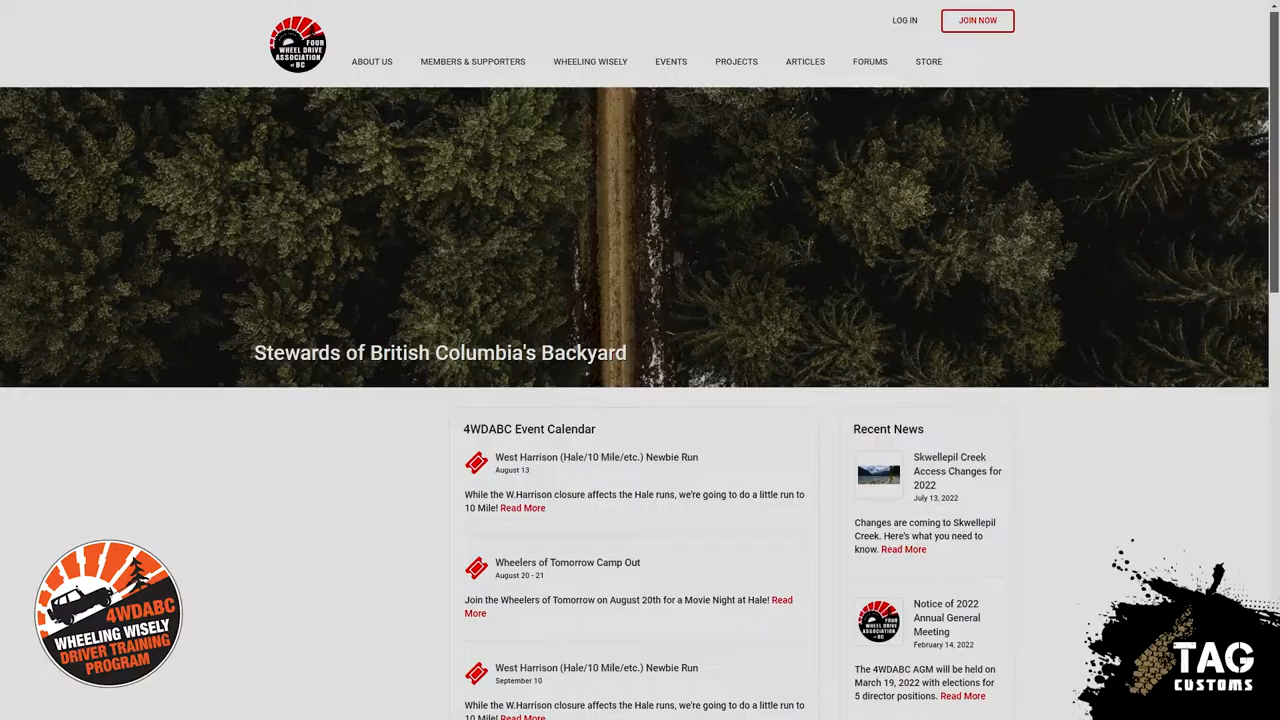 LOG IN
JOIN NOW
FOUR
WHEEL DRIVE
ASSOCIATION
of BC
ABOUT US
MEMBERS & SUPPORTERS
WHEELING WISELY
EVENTS
PROJECTS
ARTICLES
FORUMS
STORE
Stewards of British Columbia's Backyard
4WDABC Event Calendar
West Harrison (Hale/10 Mile/etc.) Newbie Run
August 13
While the W.Harrison closure affects the Hale runs, we're going to do a little run to
10 Mile! Read More
Wheelers of Tomorrow Camp Out
August 20 - 21
Join the Wheelers of Tomorrow on August 20th for a Movie Night at Hale! Read
More
West Harrison (Hale/10 Mile/etc.) Newbie Run
September 10
While the W.Harrison closure affects the Hale runs, we're going to do a little run to
10 Mile! Read More
Recent News
Skwellepil Creek
Access Changes for
2022
July 13, 2022
Changes are coming to Skwellepil
Creek. Here's what you need to
know. Read More
FOUR
WHEEL DRIVE
ASSOCIATION
of BC
Notice of 2022
Annual General
Meeting
February 14, 2022
The 4WDABC AGM will be held on
March 19, 2022 with elections for
5 director positions. Read More
4WDABC
WHEELING WISELY
DRIVER TRAINING
PROGRAM
TAG
CUSTOMS